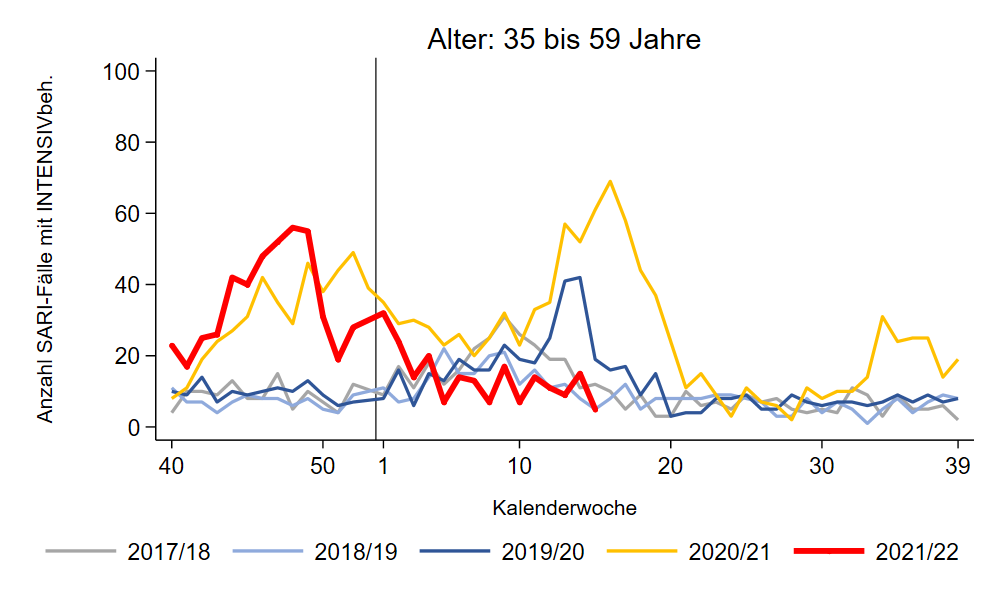 Alter: 35 bis 59 Jahre
Anzahl SARI-Fälle mit INTENSIVbeh.
100
80
60
40
20
0
40 50 1 10 20 30 39
Kalenderwoche
2017/18 2018/19 2019/20 2020/21 2021/22